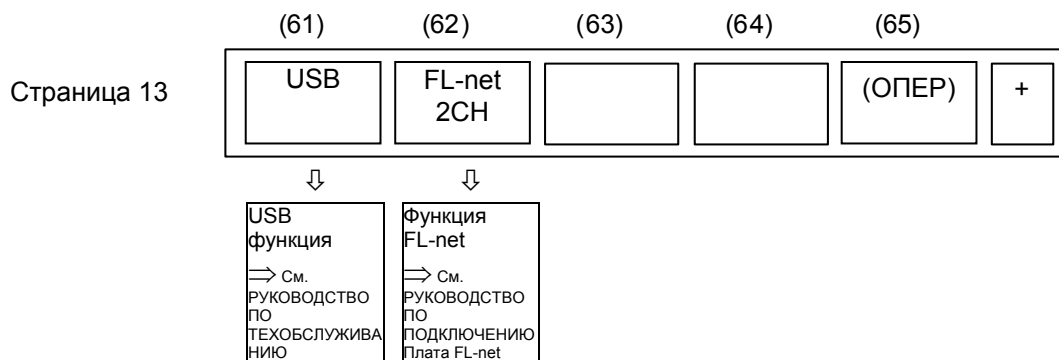 (61) (62) (63) (64) (65)
Страница 13
USB
FL-net
2CH
(ОПЕР)
+
USB
функция
⇒ См.
РУКОВОДСТВО
ПО
ТЕХОБСЛУЖИВА
НИЮ
Функция
FL-net
⇒ См.
РУКОВОДСТВО
ПО
ПОДКЛЮЧЕНИЮ
Плата FL-net